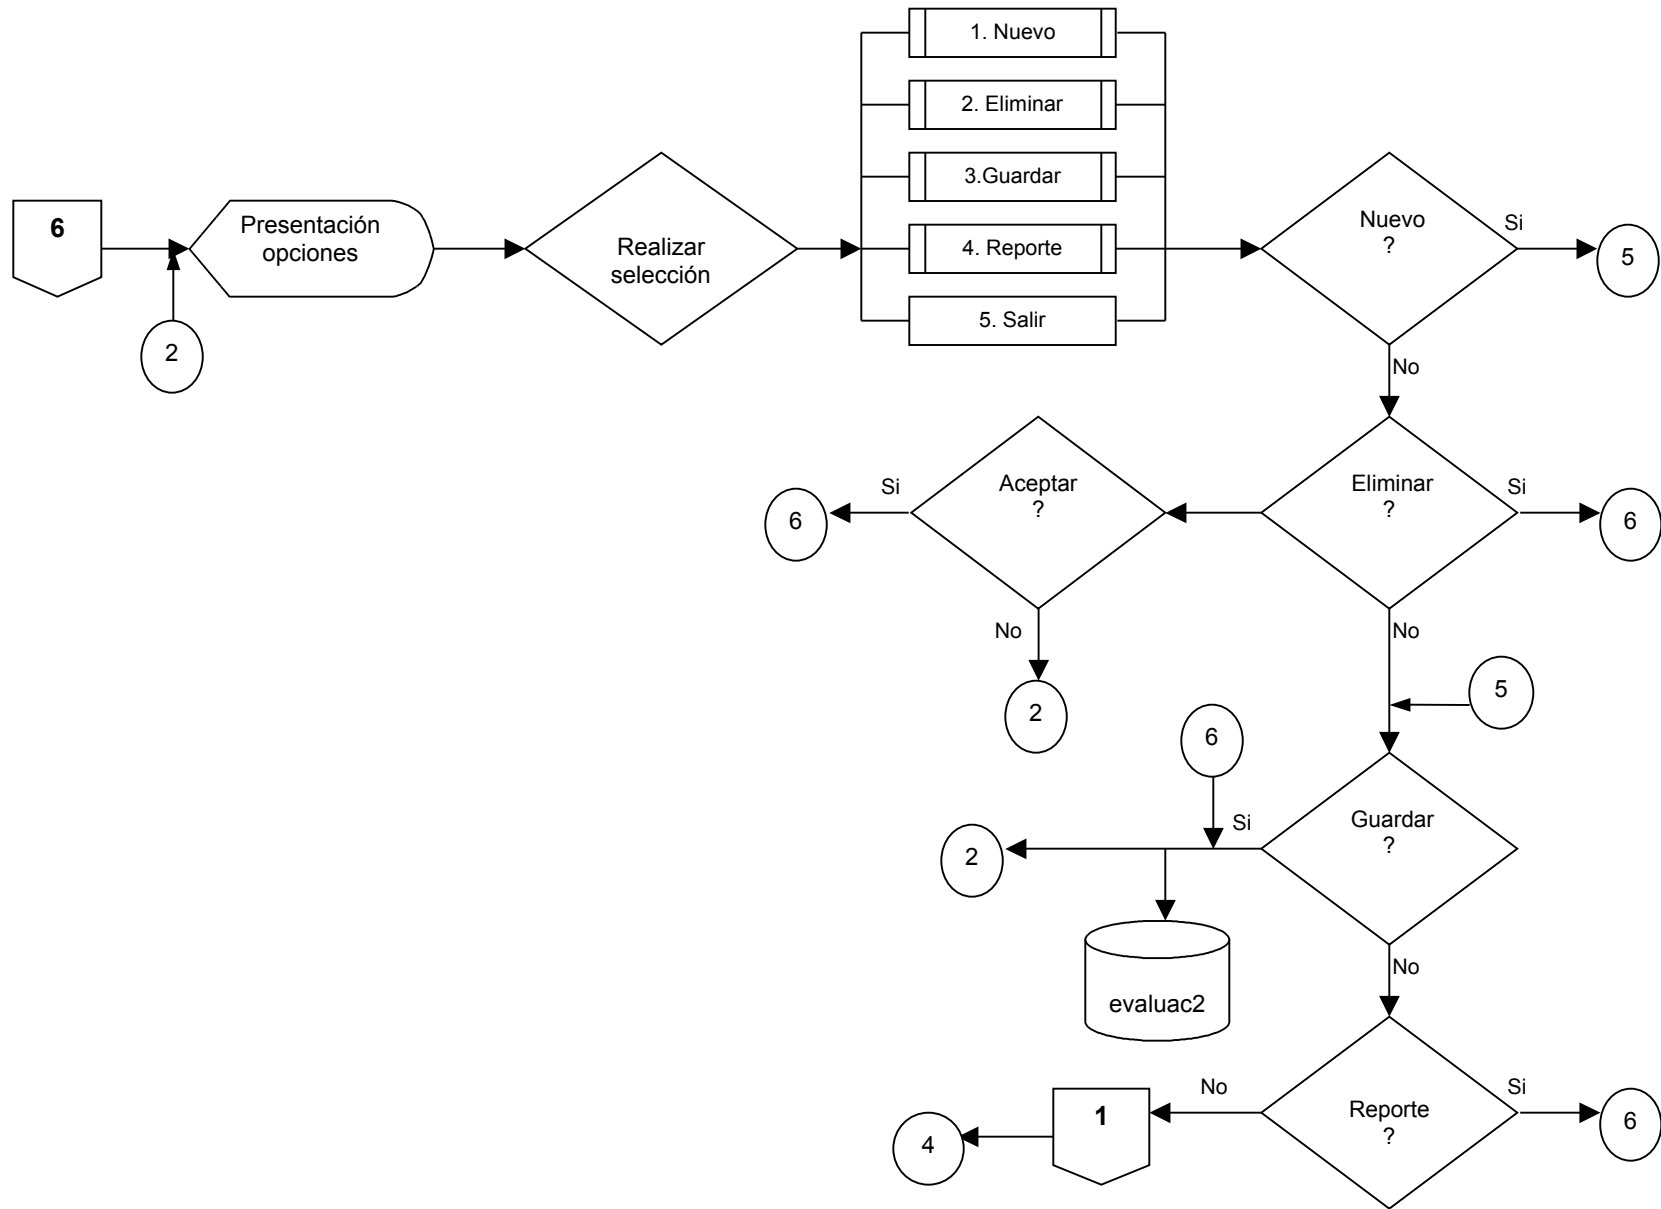 1. Nuevo
2. Eliminar
3.Guardar
4. Reporte
5. Salir
6
Presentación
opciones
2
Realizar
selección
Nuevo
?
Si
5
No
Eliminar
?
Si
6
Aceptar
?
Si
6
No
2
No
5
6
Guardar
?
Si
2
evaluac2
No
Reporte
?
Si
6
No
1
4